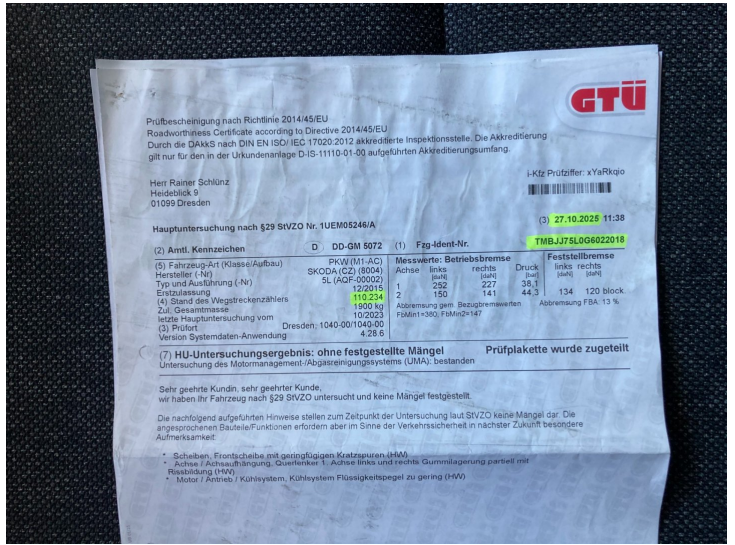 GTÜ
Prüfbescheinigung nach Richtlinie 2014/45/EU
Roadworthiness Certificate according to Directive 2014/45/EU
Durch die DAkkS nach DIN EN ISO/ IEC 17020:2012 akkreditierte Inspektionsstelle. Die Akkreditierung
gilt nur für den in der Urkundenanlage D-IS-11110-01-00 aufgeführten Akkreditierungsumfang.
i-Kfz Prüfziffer: xYaRkqio
Herr Rainer Schlünz
Heideblick 9
01099 Dresden
(3) 27.10.2025 11:38
Hauptuntersuchung nach §29 StVZO Nr. 1UEM05246/A
(2) Amtl. Kennzeichen D DD-GM 5072 (1) Fzg-Ident-Nr. TMBJJ75L0G6022018
(5) Fahrzeug-Art (Klasse/Aufbau) PKW (M1-AC)
Hersteller (-Nr) SKODA (CZ) (8004)
Typ und Ausführung (-Nr) 5L (AQF-00002)
Erstzulassung 12/2015
(4) Stand des Wegstreckenzählers 110.234
Zul. Gesamtmasse 1900 kg
letzte Hauptuntersuchung vom 10/2023
(3) Prüfort Dresden, 1040-00/1040-00
Version Systemdaten-Anwendung 4.28.6
Messwerte: Betriebsbremse Feststellbremse
Achse links rechts Druck links rechts
[daN] [daN] [bar] [daN] [daN]
1 252 227 38,1
2 150 141 44,3 134 120 block.
Abbremsung gem. Bezugbremswerten Abbremsung FBA: 13 %
FbMin1=380, FbMin2=147
(7) HU-Untersuchungsergebnis: ohne festgestellte Mängel Prüfplakette wurde zugeteilt
Untersuchung des Motormanagement-/Abgasreinigungssystems (UMA): bestanden
Sehr geehrte Kundin, sehr geehrter Kunde,
wir haben Ihr Fahrzeug nach §29 StVZO untersucht und keine Mängel festgestellt.
Die nachfolgend aufgeführten Hinweise stellen zum Zeitpunkt der Untersuchung laut StVZO keine Mängel dar. Die
angesprochenen Bauteile/Funktionen erfordern aber im Sinne der Verkehrssicherheit in nächster Zukunft besondere
Aufmerksamkeit:
* Scheiben, Frontscheibe mit geringfügigen Kratzspuren (HW)
* Achse / Achsaufhängung, Querlenker 1. Achse links und rechts Gummilagerung partiell mit
Rissbildung (HW)
* Motor / Antrieb / Kühlsystem, Kühlsystem Flüssigkeitspegel zu gering (HW)